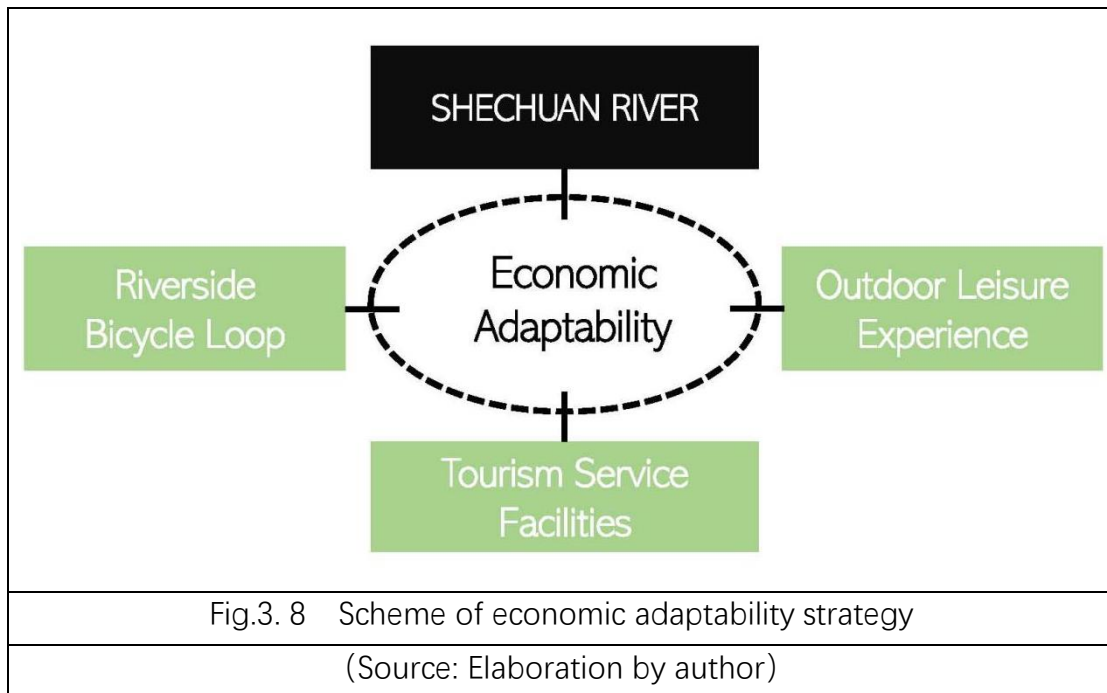 SHECHUAN RIVER
Riverside
Bicycle Loop
Economic
Adaptability
Outdoor Leisure
Experience
Tourism Service
Facilities
Fig.3. 8 Scheme of economic adaptability strategy
（Source: Elaboration by author）